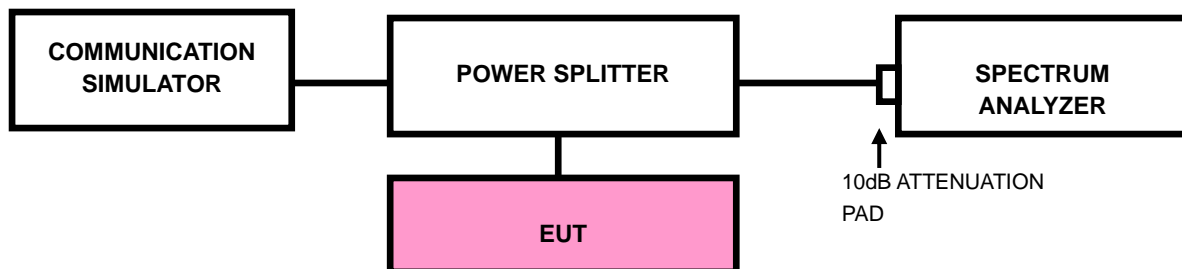 COMMUNICATION
SIMULATOR
POWER SPLITTER
SPECTRUM
ANALYZER
10dB ATTENUATION
PAD
EUT